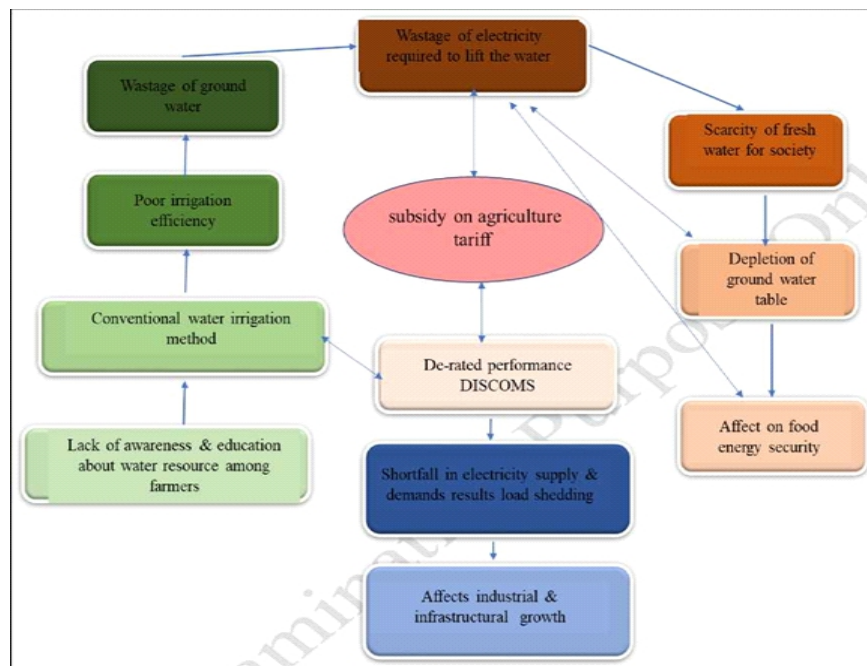 Wastage of electricity
required to lift the water
Wastage of ground
water
Scarcity of fresh
water for society
Poor irrigation
efficiency
subsidy on agriculture
tariff
Depletion of
ground water
table
Conventional water irrigation
method
De-rated performance
DISCOMS
Affect on food
energy security
Lack of awareness & education
about water resource among
farmers
Shortfall in electricity supply &
demands results load shedding
Affects industrial &
infrastructural growth